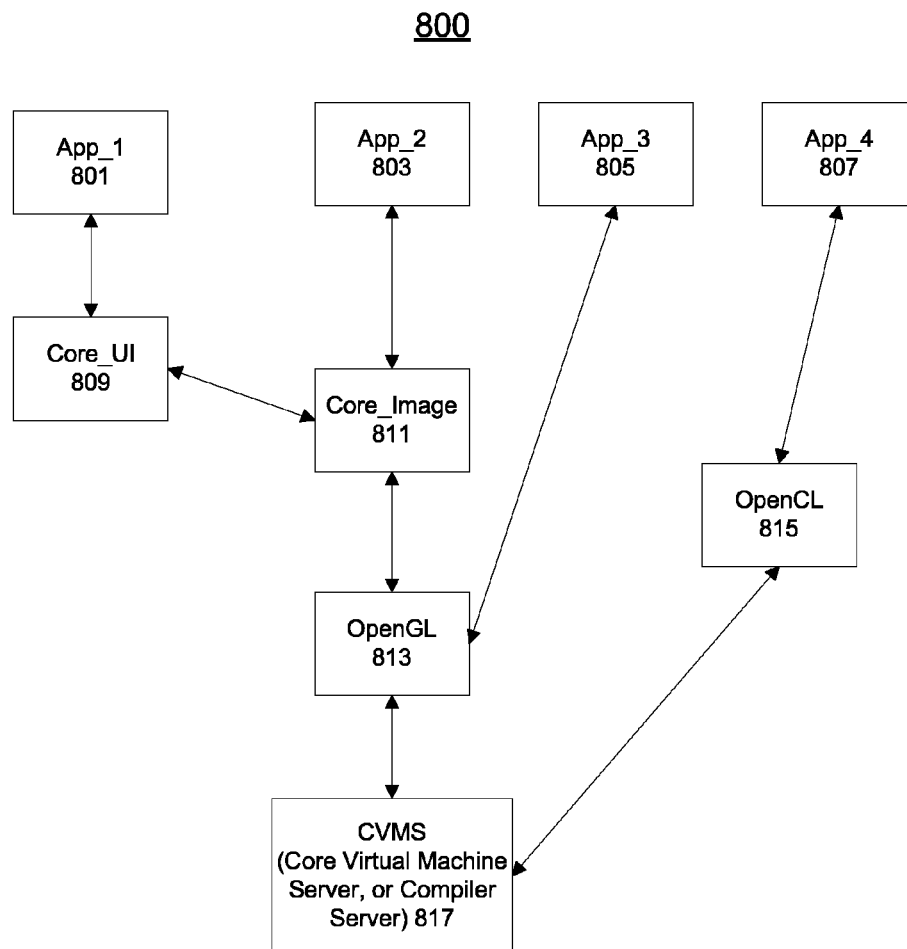 800
App_1
801
App_2
803
App_3
805
App_4
807
Core_UI
809
Core_Image
811
OpenCL
815
OpenGL
813
CVMS
(Core Virtual Machine
Server, or Compiler
Server) 817